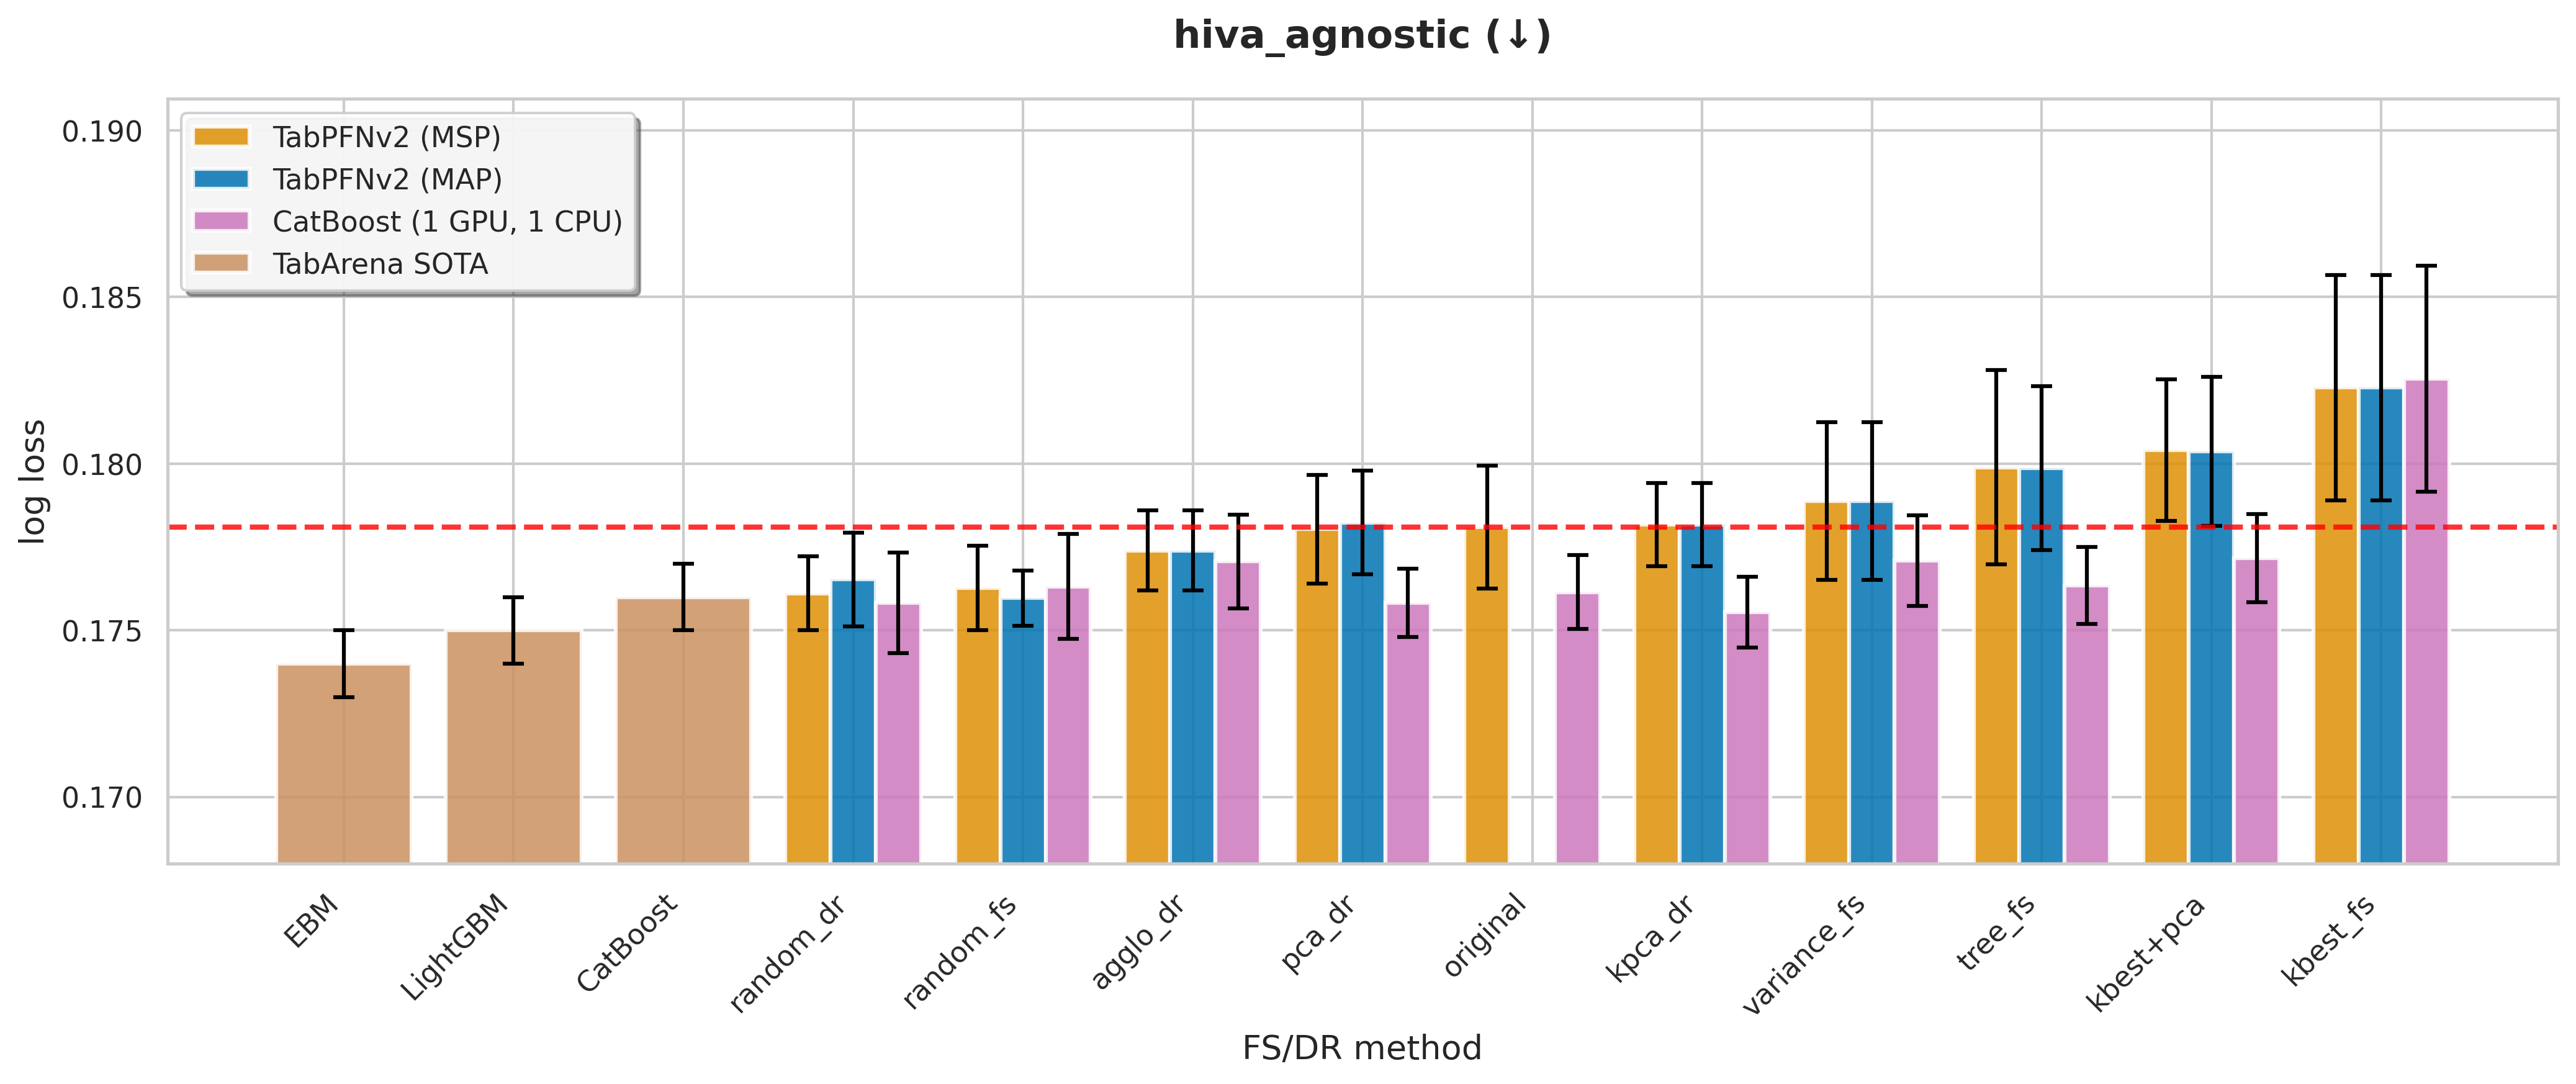 hiva_agnostic (↓)
TabPFNv2 (MSP)
TabPFNv2 (MAP)
CatBoost (1 GPU, 1 CPU)
TabArena SOTA
log loss
0.190
0.185
0.180
0.175
0.170
EBM
LightGBM
CatBoost
random_dr
random_fs
agglo_dr
pca_dr
original
kpca_dr
variance_fs
tree_fs
kbest+pca
kbest_fs
FS/DR method